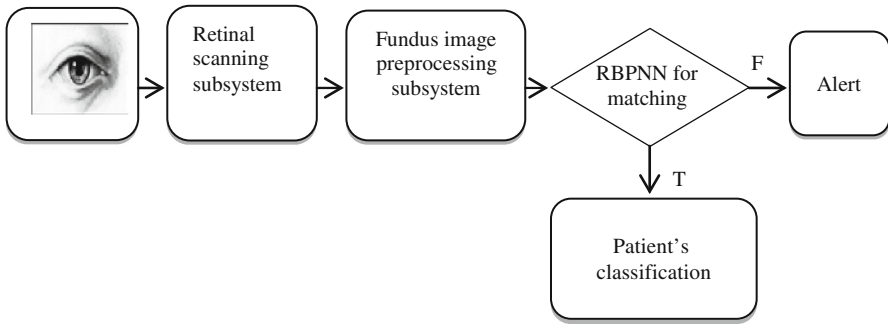 Retinal
scanning
subsystem
Fundus image
preprocessing
subsystem
RBPNN for
matching
F
Alert
T
Patient's
classification